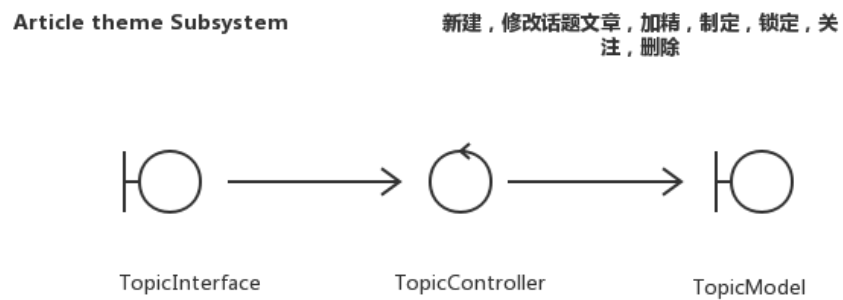 Article theme Subsystem
新建，修改话题文章，加精，制定，锁定，关
注，删除
TopicInterface
TopicController
TopicModel